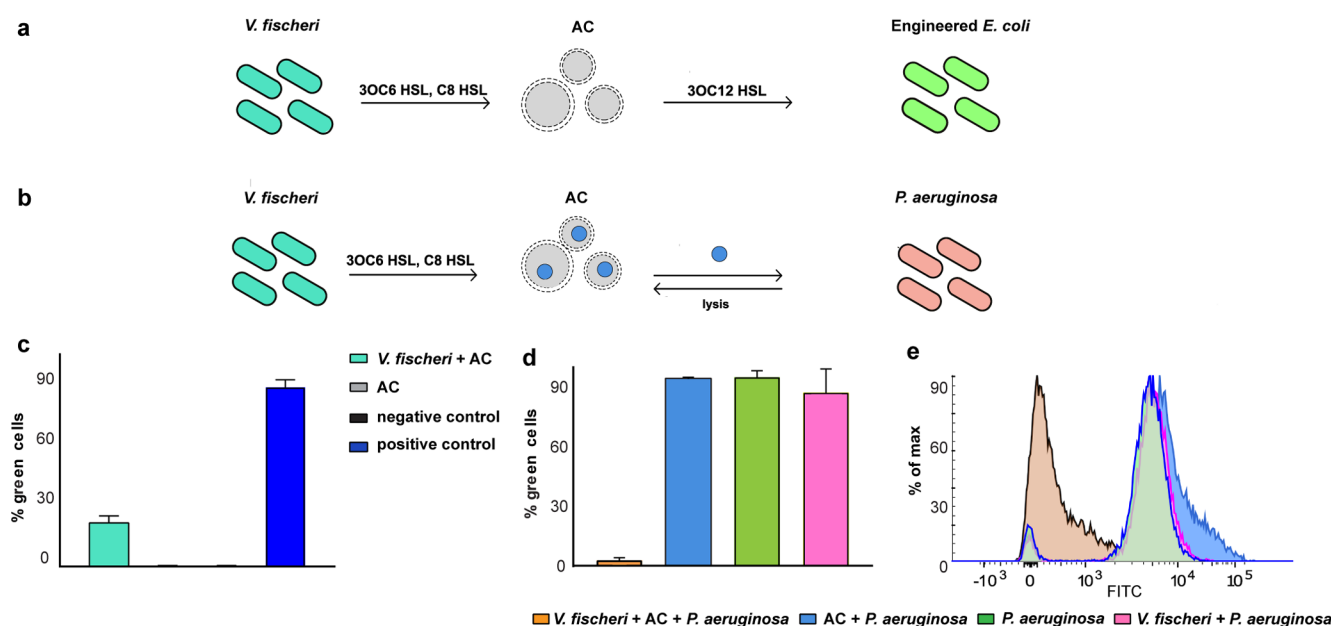 a
V. fischeri
AC
Engineered E. coli
3OC6 HSL, C8 HSL
3OC12 HSL
b
V. fischeri
AC
P. aeruginosa
3OC6 HSL, C8 HSL
lysis
c
% green cells
90
60
30
0
V. fischeri + AC
AC
negative control
positive control
d
% green cells
90
60
30
0
e
% of max
90
60
30
0
-10³ 0 10³ 10⁴ 10⁵
FITC
V. fischeri + AC + P. aeruginosa AC + P. aeruginosa P. aeruginosa V. fischeri + P. aeruginosa